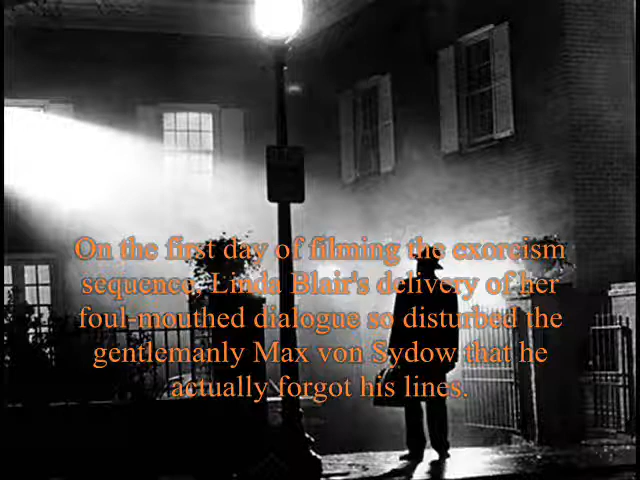 On the first day of filming the exorcism
sequence, Linda Blair's delivery of her
foul-mouthed dialogue so disturbed the
gentlemanly Max von Sydow that he
actually forgot his lines.